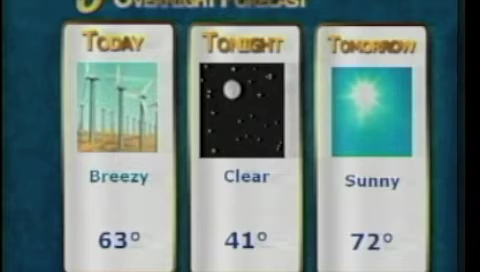 OVERNIGHT FORECAST
TODAY
TONIGHT
TOMORROW
Breezy
Clear
Sunny
63°
41°
72°